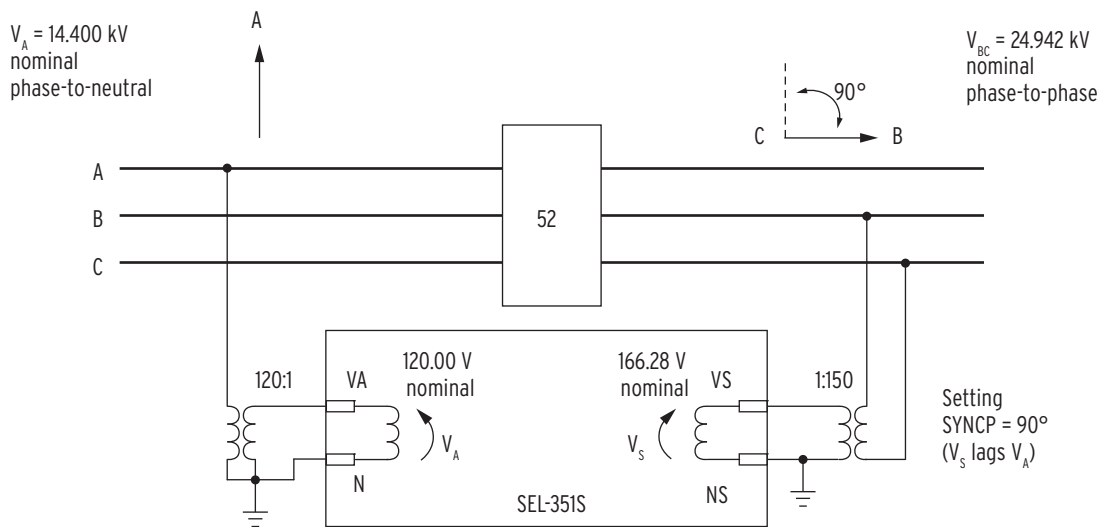 V_A = 14.400 kV
nominal
phase-to-neutral
A
V_BC = 24.942 kV
nominal
phase-to-phase
90°
C
B
A
B
C
52
120:1
VA
120.00 V
nominal
V_A
N
166.28 V
nominal
V_S
VS
NS
1:150
SEL-351S
Setting
SYNCP = 90°
(V_S lags V_A)